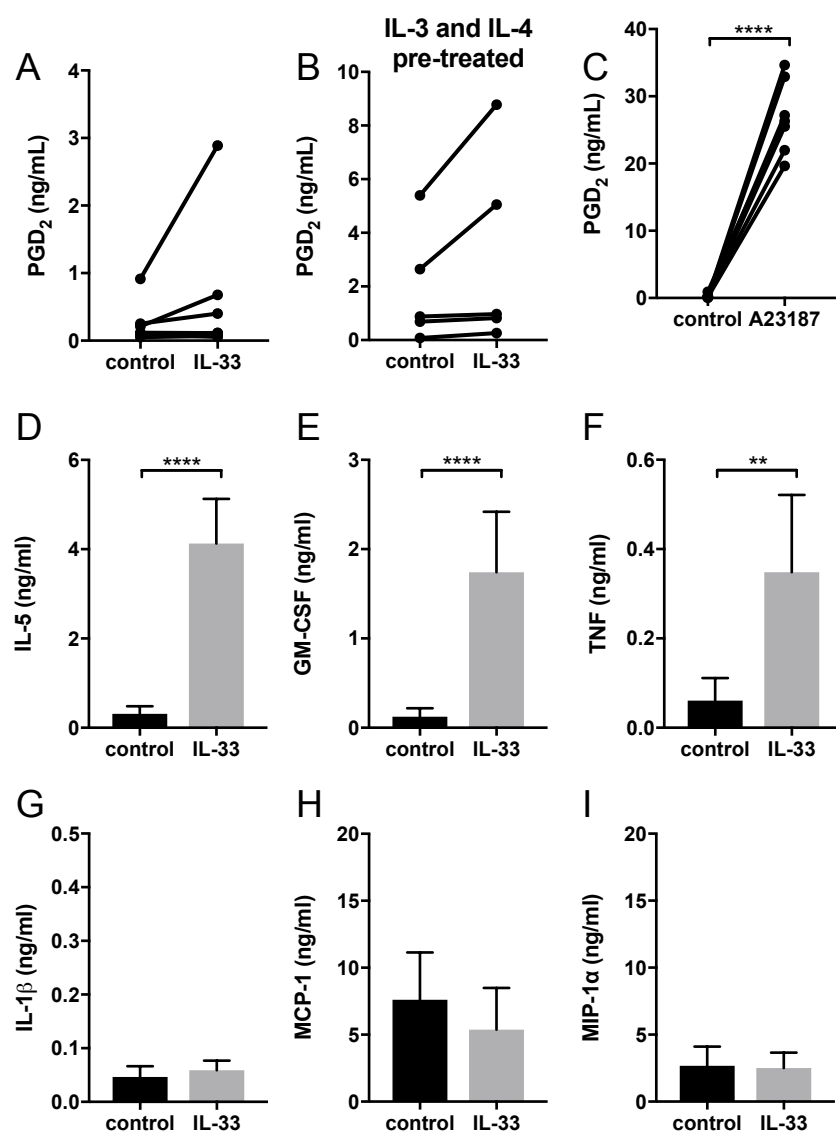 IL-3 and IL-4
pre-treated
A
PGD₂ (ng/mL)
4
3
2
1
0
control IL-33
B
PGD₂ (ng/mL)
10
8
6
4
2
0
control IL-33
C
****
PGD₂ (ng/mL)
40
30
20
10
0
control A23187
D
****
IL-5 (ng/ml)
6
4
2
0
control IL-33
E
****
GM-CSF (ng/ml)
3
2
1
0
control IL-33
F
**
TNF (ng/ml)
0.6
0.4
0.2
0.0
control IL-33
G
IL-1β (ng/ml)
0.5
0.4
0.3
0.2
0.1
0.0
control IL-33
H
MCP-1 (ng/ml)
20
15
10
5
0
control IL-33
I
MIP-1α (ng/ml)
20
15
10
5
0
control IL-33